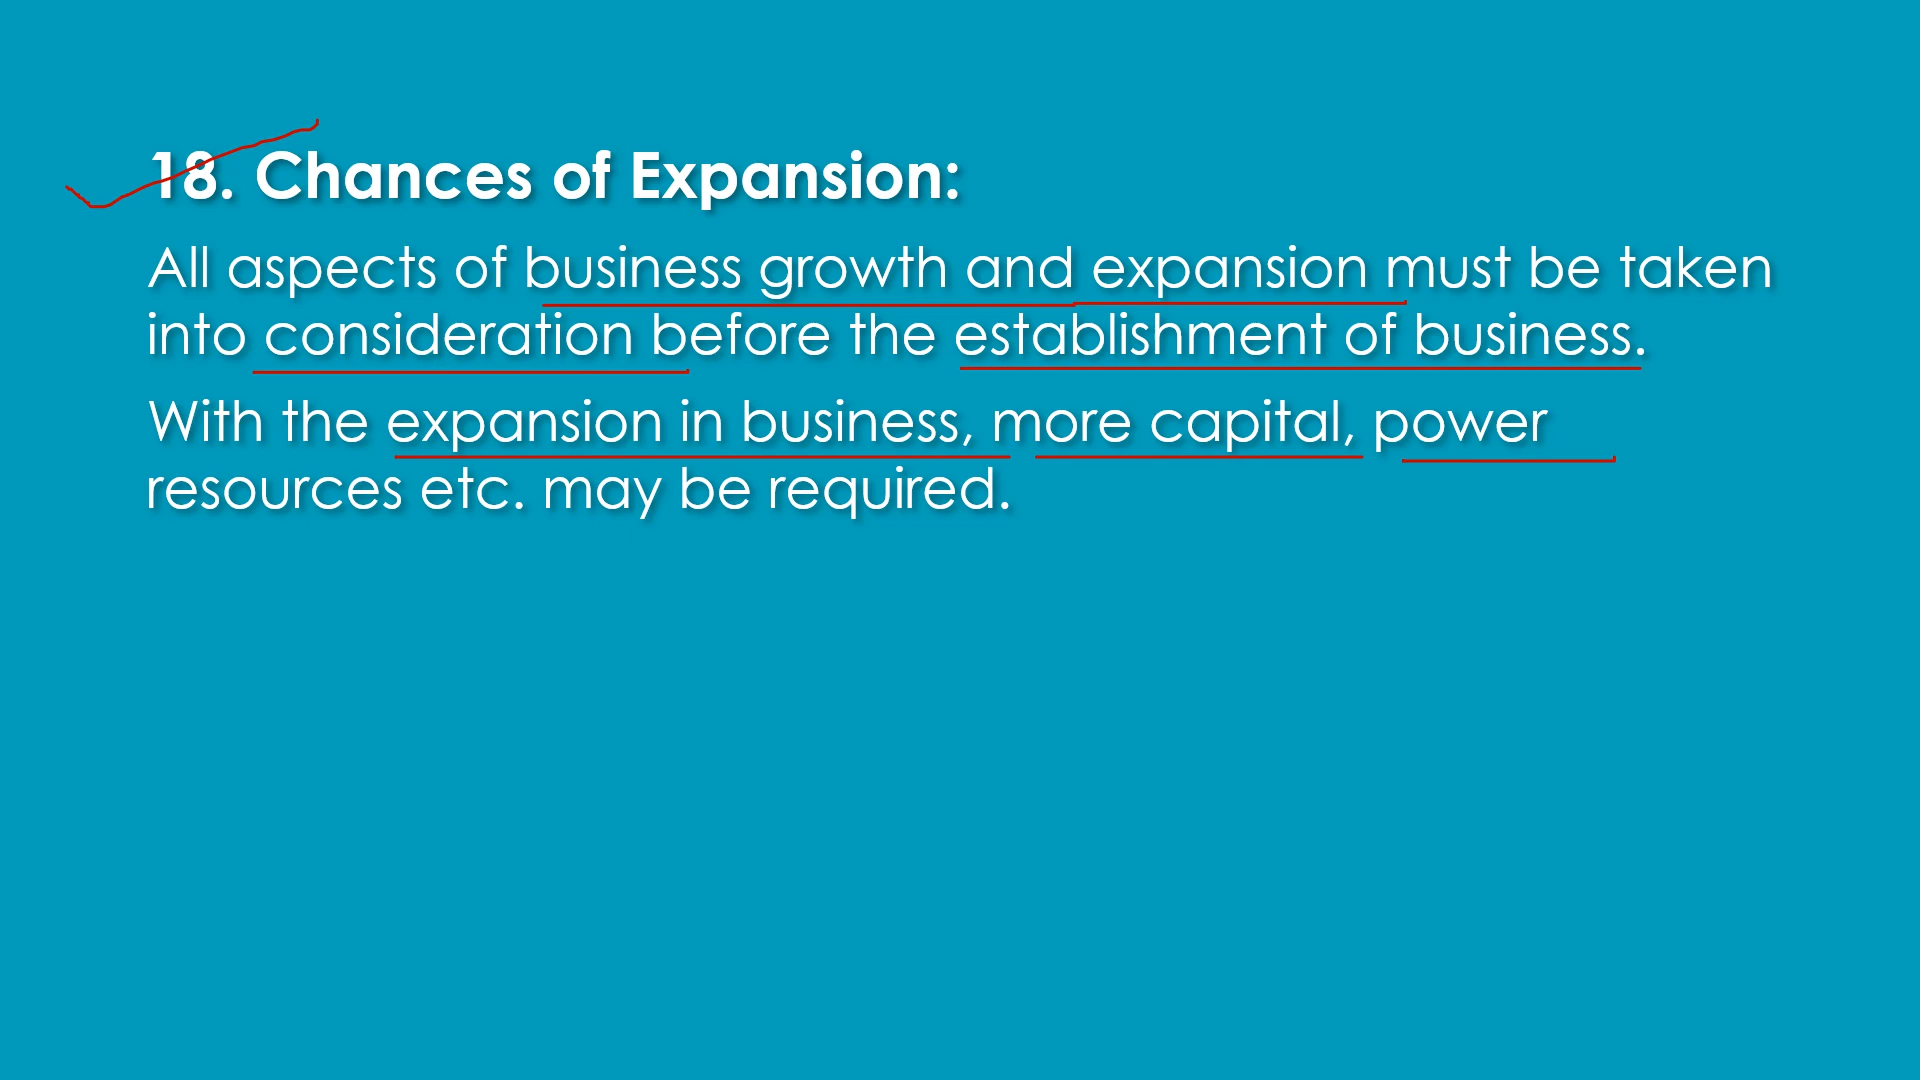 18. Chances of Expansion:
All aspects of business growth and expansion must be taken
into consideration before the establishment of business.
With the expansion in business, more capital, power
resources etc. may be required.